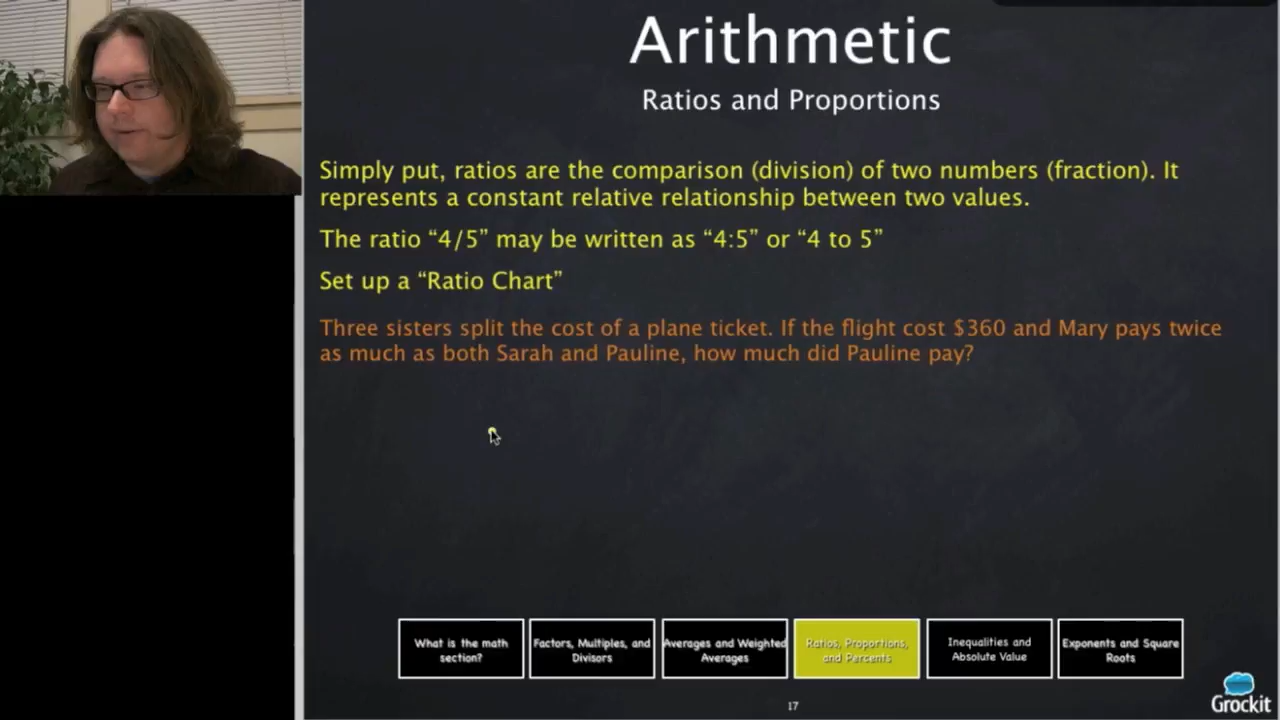 Arithmetic
Ratios and Proportions
Simply put, ratios are the comparison (division) of two numbers (fraction). It
represents a constant relative relationship between two values.
The ratio “4/5” may be written as “4:5” or “4 to 5”
Set up a “Ratio Chart”
Three sisters split the cost of a plane ticket. If the flight cost $360 and Mary pays twice
as much as both Sarah and Pauline, how much did Pauline pay?
What is the math
section?
Factors, Multiples, and
Divisors
Averages and Weighted
Averages
Ratios, Proportions,
and Percents
Inequalities and
Absolute Value
Exponents and Square
Roots
17
Grockit